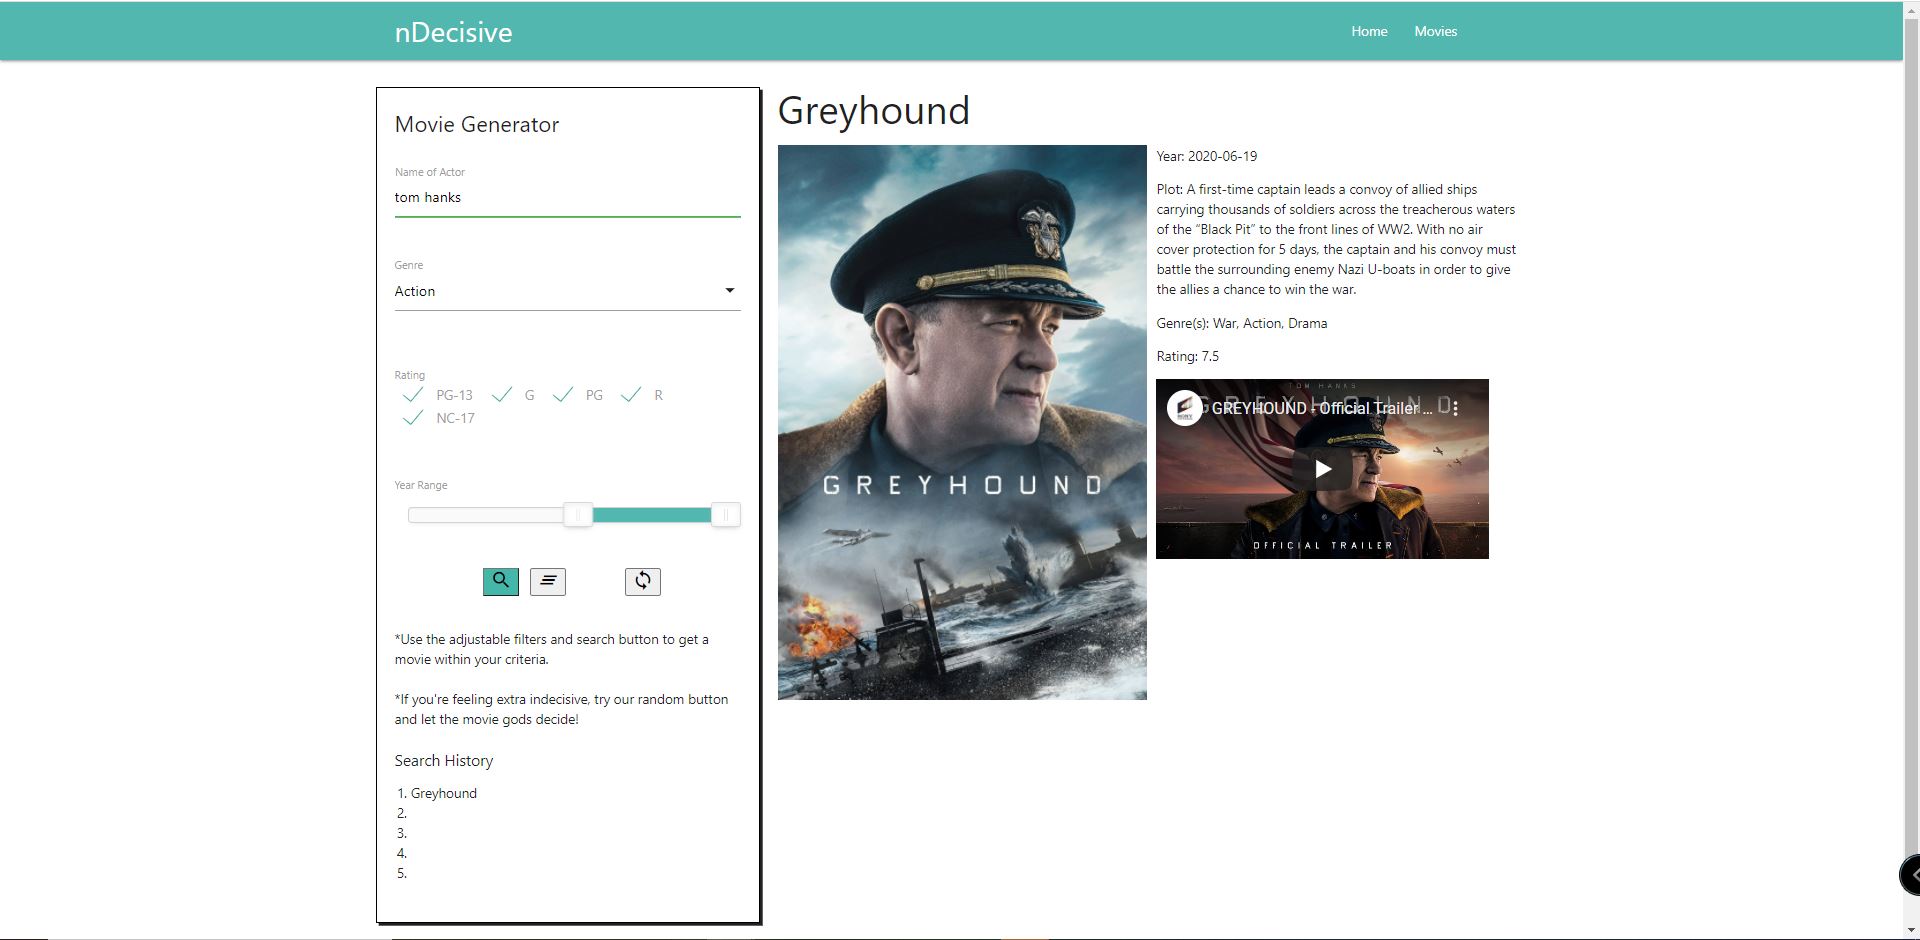 nDecisive
Home
Movies
Movie Generator
Name of Actor
tom hanks
Genre
Action
Rating
PG-13
G
PG
R
NC-17
Year Range
*Use the adjustable filters and search button to get a
movie within your criteria.
*If you're feeling extra indecisive, try our random button
and let the movie gods decide!
Search History
1. Greyhound
2.
3.
4.
5.
Greyhound
GREYHOUND
Year: 2020-06-19
Plot: A first-time captain leads a convoy of allied ships
carrying thousands of soldiers across the treacherous waters
of the “Black Pit” to the front lines of WW2. With no air
cover protection for 5 days, the captain and his convoy must
battle the surrounding enemy Nazi U-boats in order to give
the allies a chance to win the war.
Genre(s): War, Action, Drama
Rating: 7.5
TOM HANKS
GREYHOUND
GREYHOUND - Official Trailer ...
OFFICIAL TRAILER